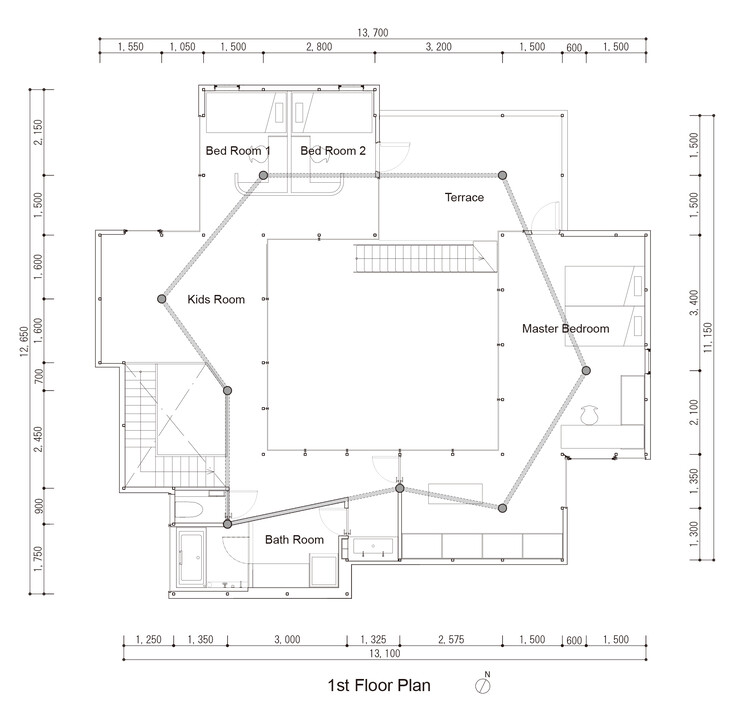 13,700
1,550 1,050 1,500 2,800 3,200 1,500 600 1,500
12,650
2,150
1,500
1,600
1,600
700
2,450
900
1,750
Bed Room 1 Bed Room 2
Terrace
Kids Room
Master Bedroom
Bath Room
1,500
1,500
3,400
11,150
2,100
1,350
1,300
1,250 1,350 3,000 1,325 2,575 1,500 600 1,500
13,100
1st Floor Plan N